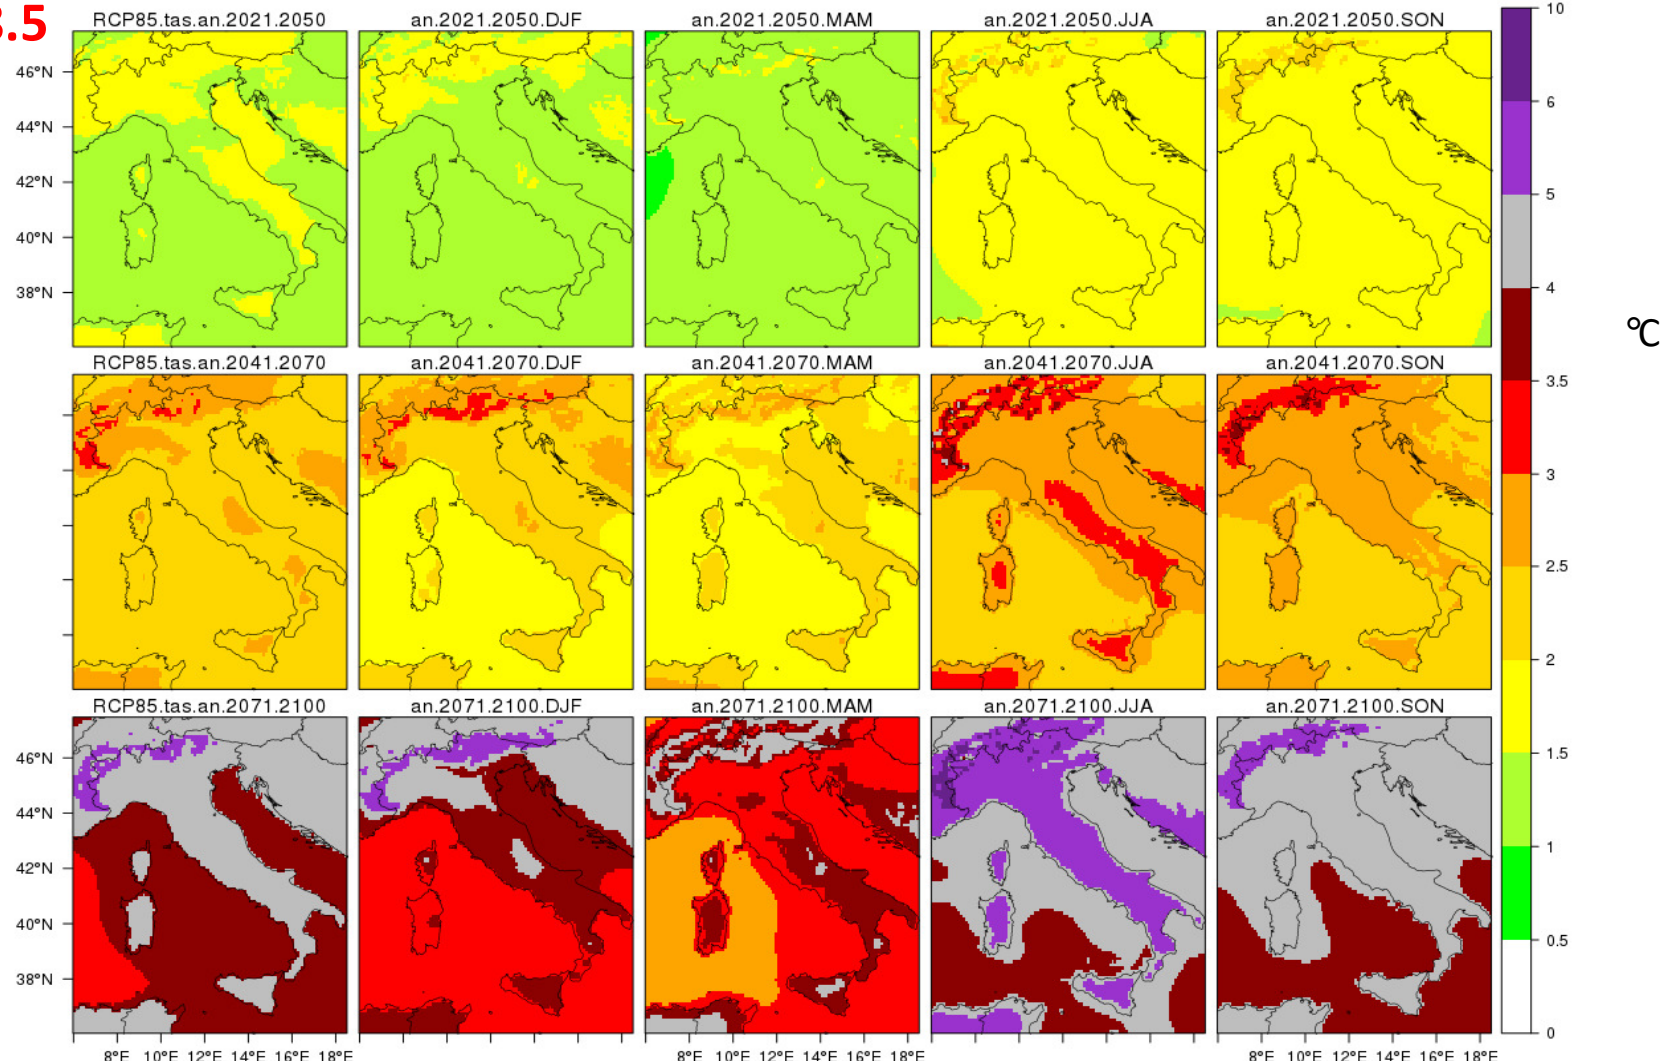 8.5
RCP85.tas.an.2021.2050 an.2021.2050.DJF an.2021.2050.MAM an.2021.2050.JJA an.2021.2050.SON
46°N
44°N
42°N
40°N
38°N
RCP85.tas.an.2041.2070 an.2041.2070.DJF an.2041.2070.MAM an.2041.2070.JJA an.2041.2070.SON
RCP85.tas.an.2071.2100 an.2071.2100.DJF an.2071.2100.MAM an.2071.2100.JJA an.2071.2100.SON
46°N
44°N
42°N
40°N
38°N
8°E 10°E 12°E 14°E 16°E 18°E 8°E 10°E 12°E 14°E 16°E 18°E 8°E 10°E 12°E 14°E 16°E 18°E
10
6
5
4
3.5
3
2.5
2
1.5
1
0.5
0
°C